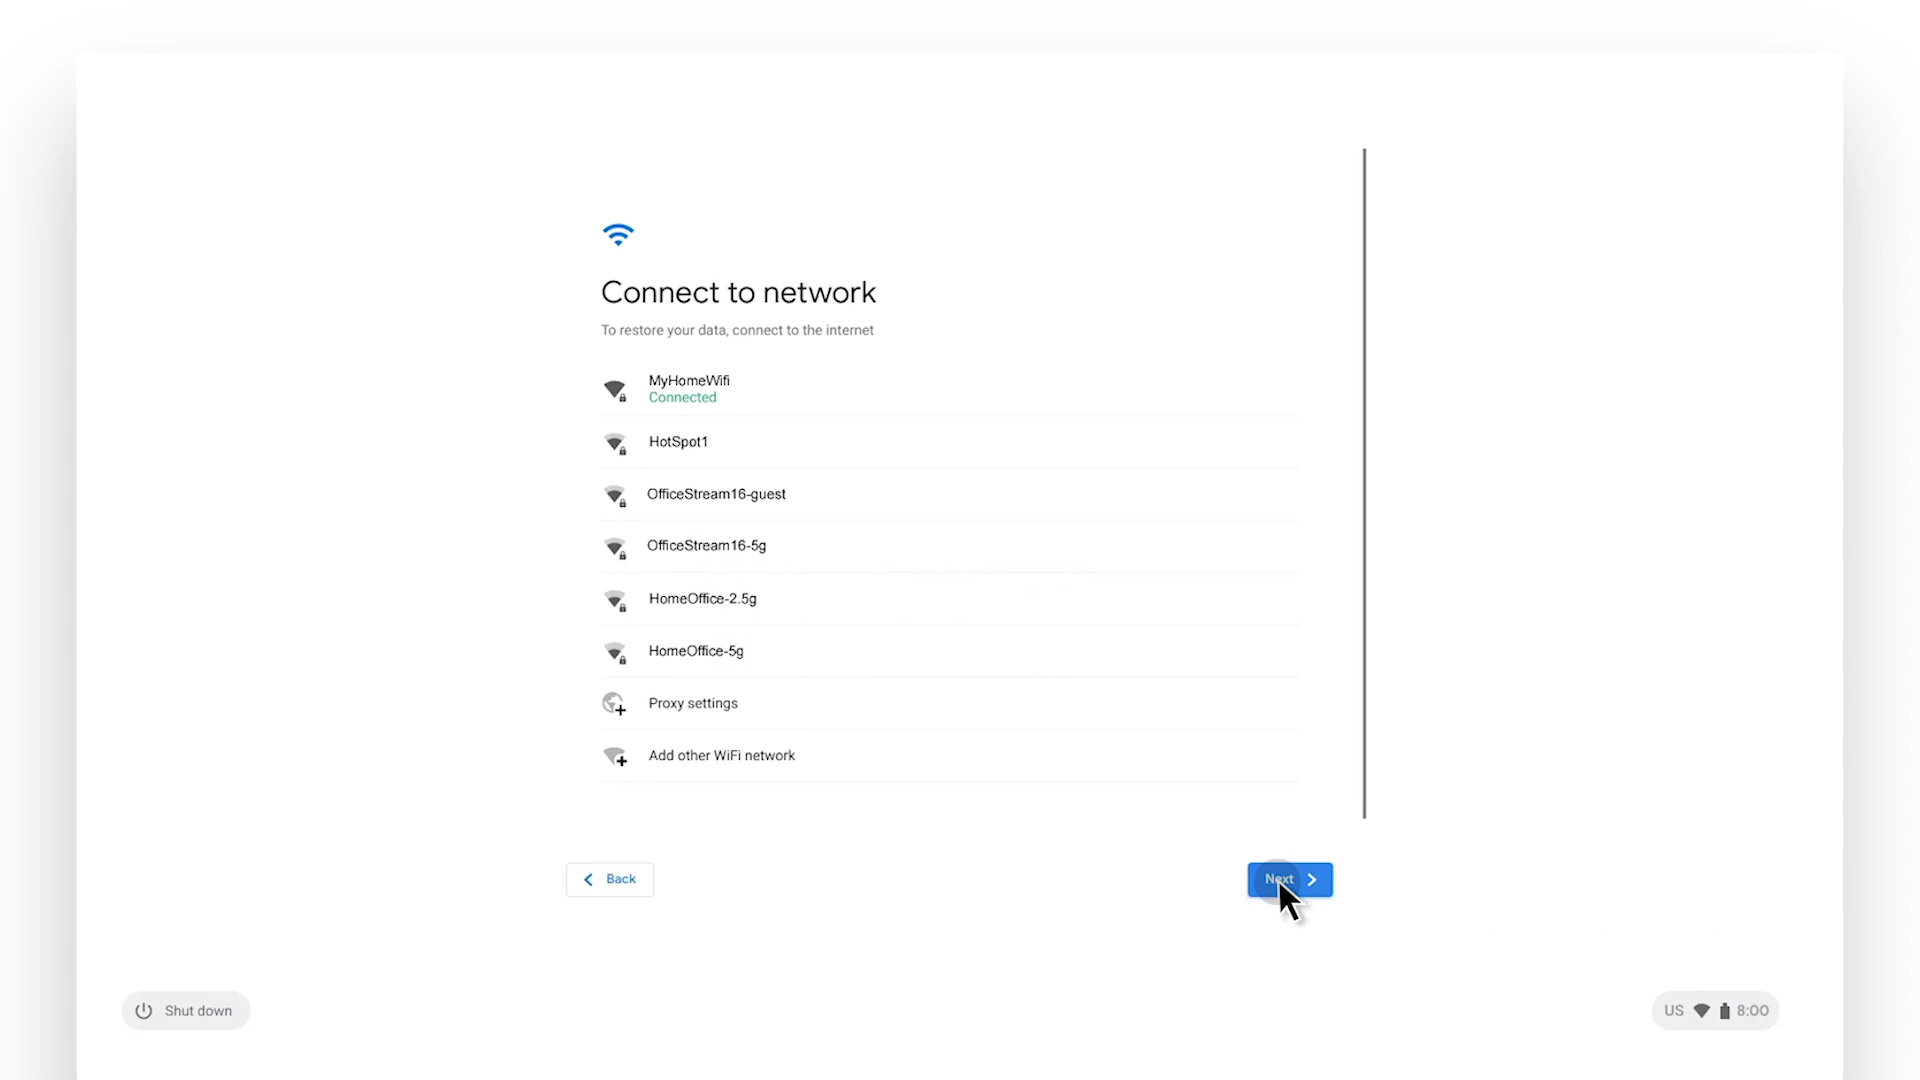 Connect to network
To restore your data, connect to the internet
MyHomeWifi
Connected
HotSpot1
OfficeStream16-guest
OfficeStream16-5g
HomeOffice-2.5g
HomeOffice-5g
Proxy settings
Add other WiFi network
Back
Next
Shut down
US 8:00